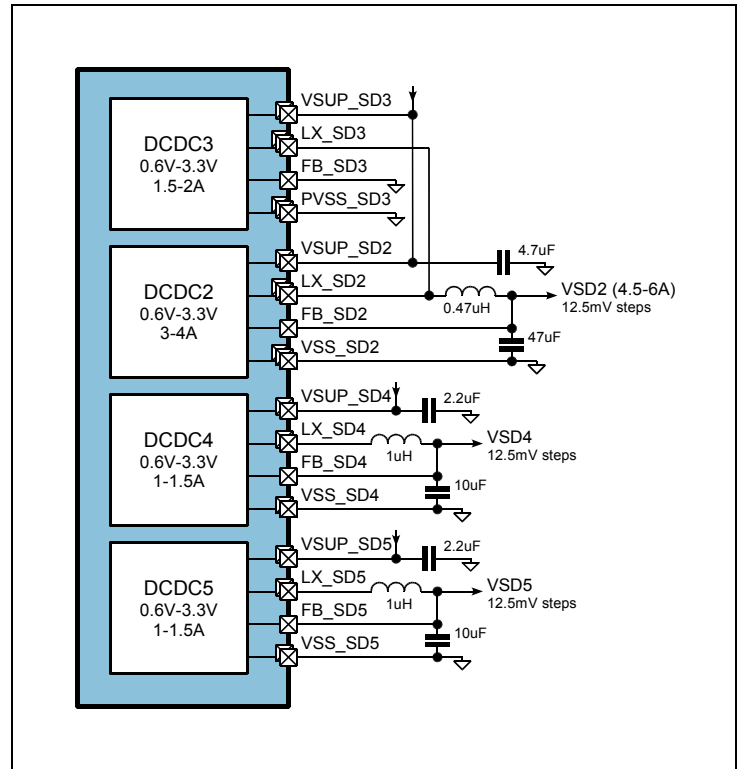 DCDC3
0.6V-3.3V
1.5-2A
VSUP_SD3
LX_SD3
FB_SD3
PVSS_SD3
DCDC2
0.6V-3.3V
3-4A
VSUP_SD2
LX_SD2
FB_SD2
VSS_SD2
4.7uF
0.47uH
VSD2 (4.5-6A)
12.5mV steps
47uF
DCDC4
0.6V-3.3V
1-1.5A
VSUP_SD4
LX_SD4
FB_SD4
VSS_SD4
2.2uF
1uH
VSD4
12.5mV steps
10uF
DCDC5
0.6V-3.3V
1-1.5A
VSUP_SD5
LX_SD5
FB_SD5
VSS_SD5
2.2uF
1uH
VSD5
12.5mV steps
10uF